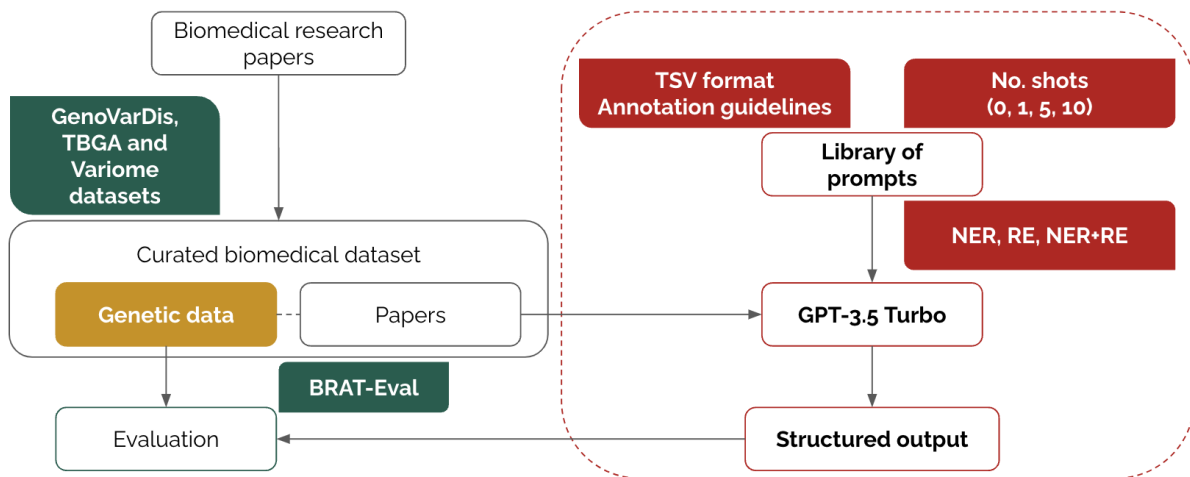 Biomedical research
papers
GenoVarDis,
TBGA and
Variome
datasets
Curated biomedical dataset
Genetic data
Papers
BRAT-Eval
Evaluation
TSV format
Annotation guidelines
No. shots
(0, 1, 5, 10)
Library of
prompts
NER, RE, NER+RE
GPT-3.5 Turbo
Structured output